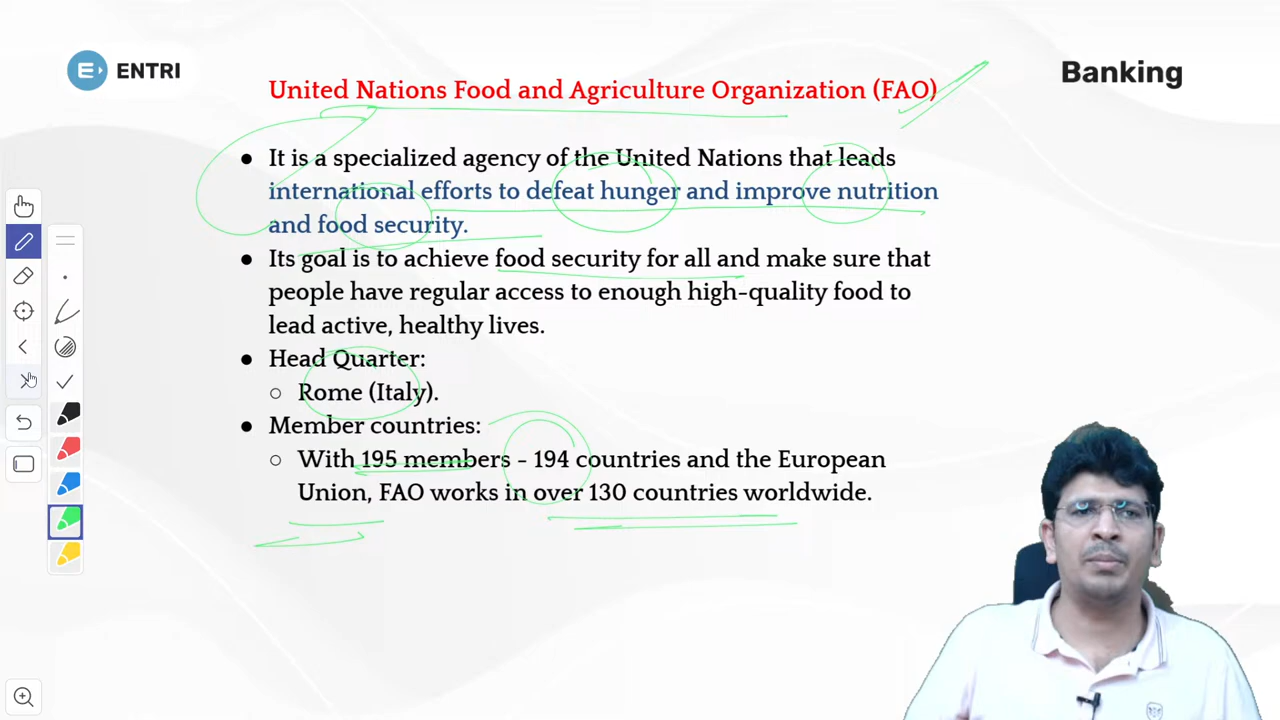 ENTRI
Banking
United Nations Food and Agriculture Organization (FAO)
● It is a specialized agency of the United Nations that leads
international efforts to defeat hunger and improve nutrition
and food security.
● Its goal is to achieve food security for all and make sure that
people have regular access to enough high-quality food to
lead active, healthy lives.
● Head Quarter:
○ Rome (Italy).
● Member countries:
○ With 195 members - 194 countries and the European
Union, FAO works in over 130 countries worldwide.